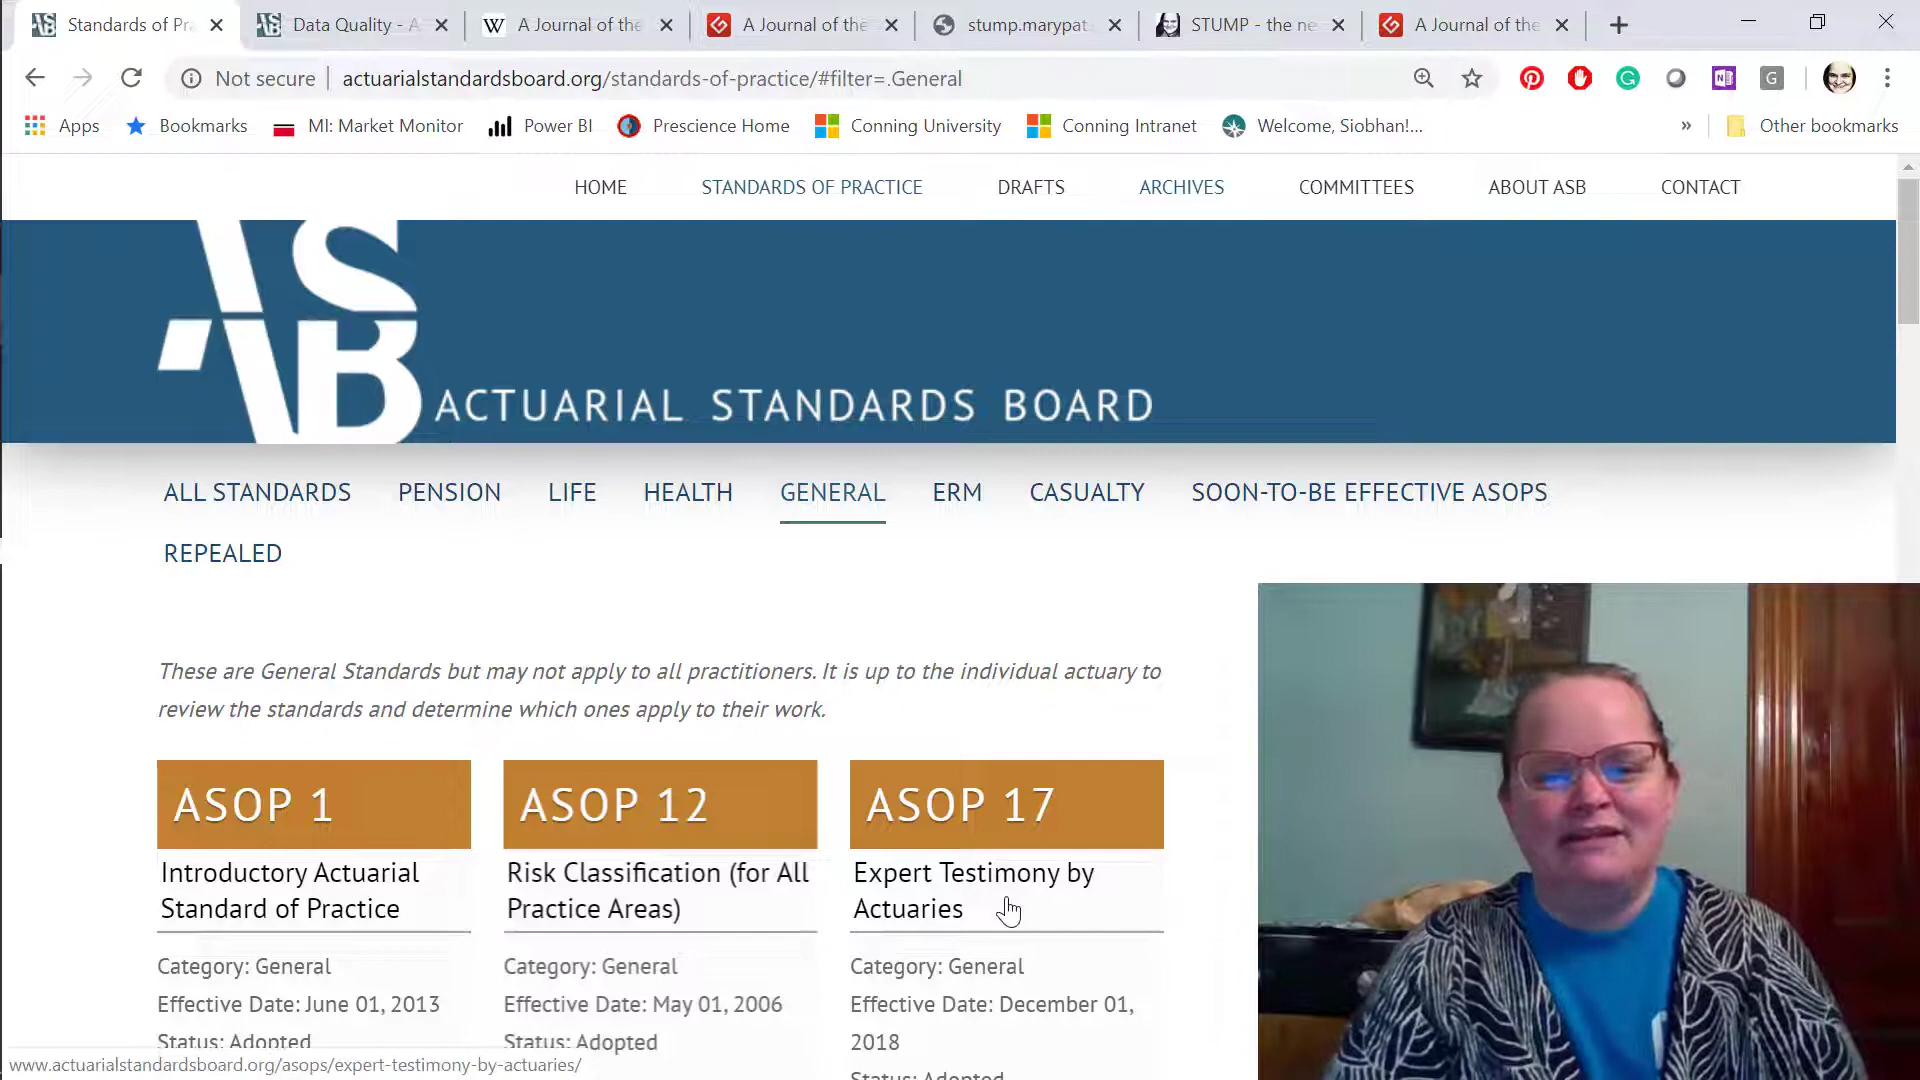 Standards of Pra
Data Quality - A
W A Journal of the
A Journal of the
stump.marypat
STUMP - the ne
A Journal of the
Not secure | actuarialstandardsboard.org/standards-of-practice/#filter=.General
Apps Bookmarks MI: Market Monitor Power BI Prescience Home Conning University Conning Intranet Welcome, Siobhan!... » Other bookmarks
HOME STANDARDS OF PRACTICE DRAFTS ARCHIVES COMMITTEES ABOUT ASB CONTACT
AS
B
ACTUARIAL STANDARDS BOARD
ALL STANDARDS PENSION LIFE HEALTH GENERAL ERM CASUALTY SOON-TO-BE EFFECTIVE ASOPS
REPEALED
These are General Standards but may not apply to all practitioners. It is up to the individual actuary to
review the standards and determine which ones apply to their work.
ASOP 1
Introductory Actuarial
Standard of Practice
Category: General
Effective Date: June 01, 2013
Status: Adopted
ASOP 12
Risk Classification (for All
Practice Areas)
Category: General
Effective Date: May 01, 2006
Status: Adopted
ASOP 17
Expert Testimony by
Actuaries
Category: General
Effective Date: December 01,
2018
Status: Adopted
www.actuarialstandardsboard.org/asops/expert-testimony-by-actuaries/